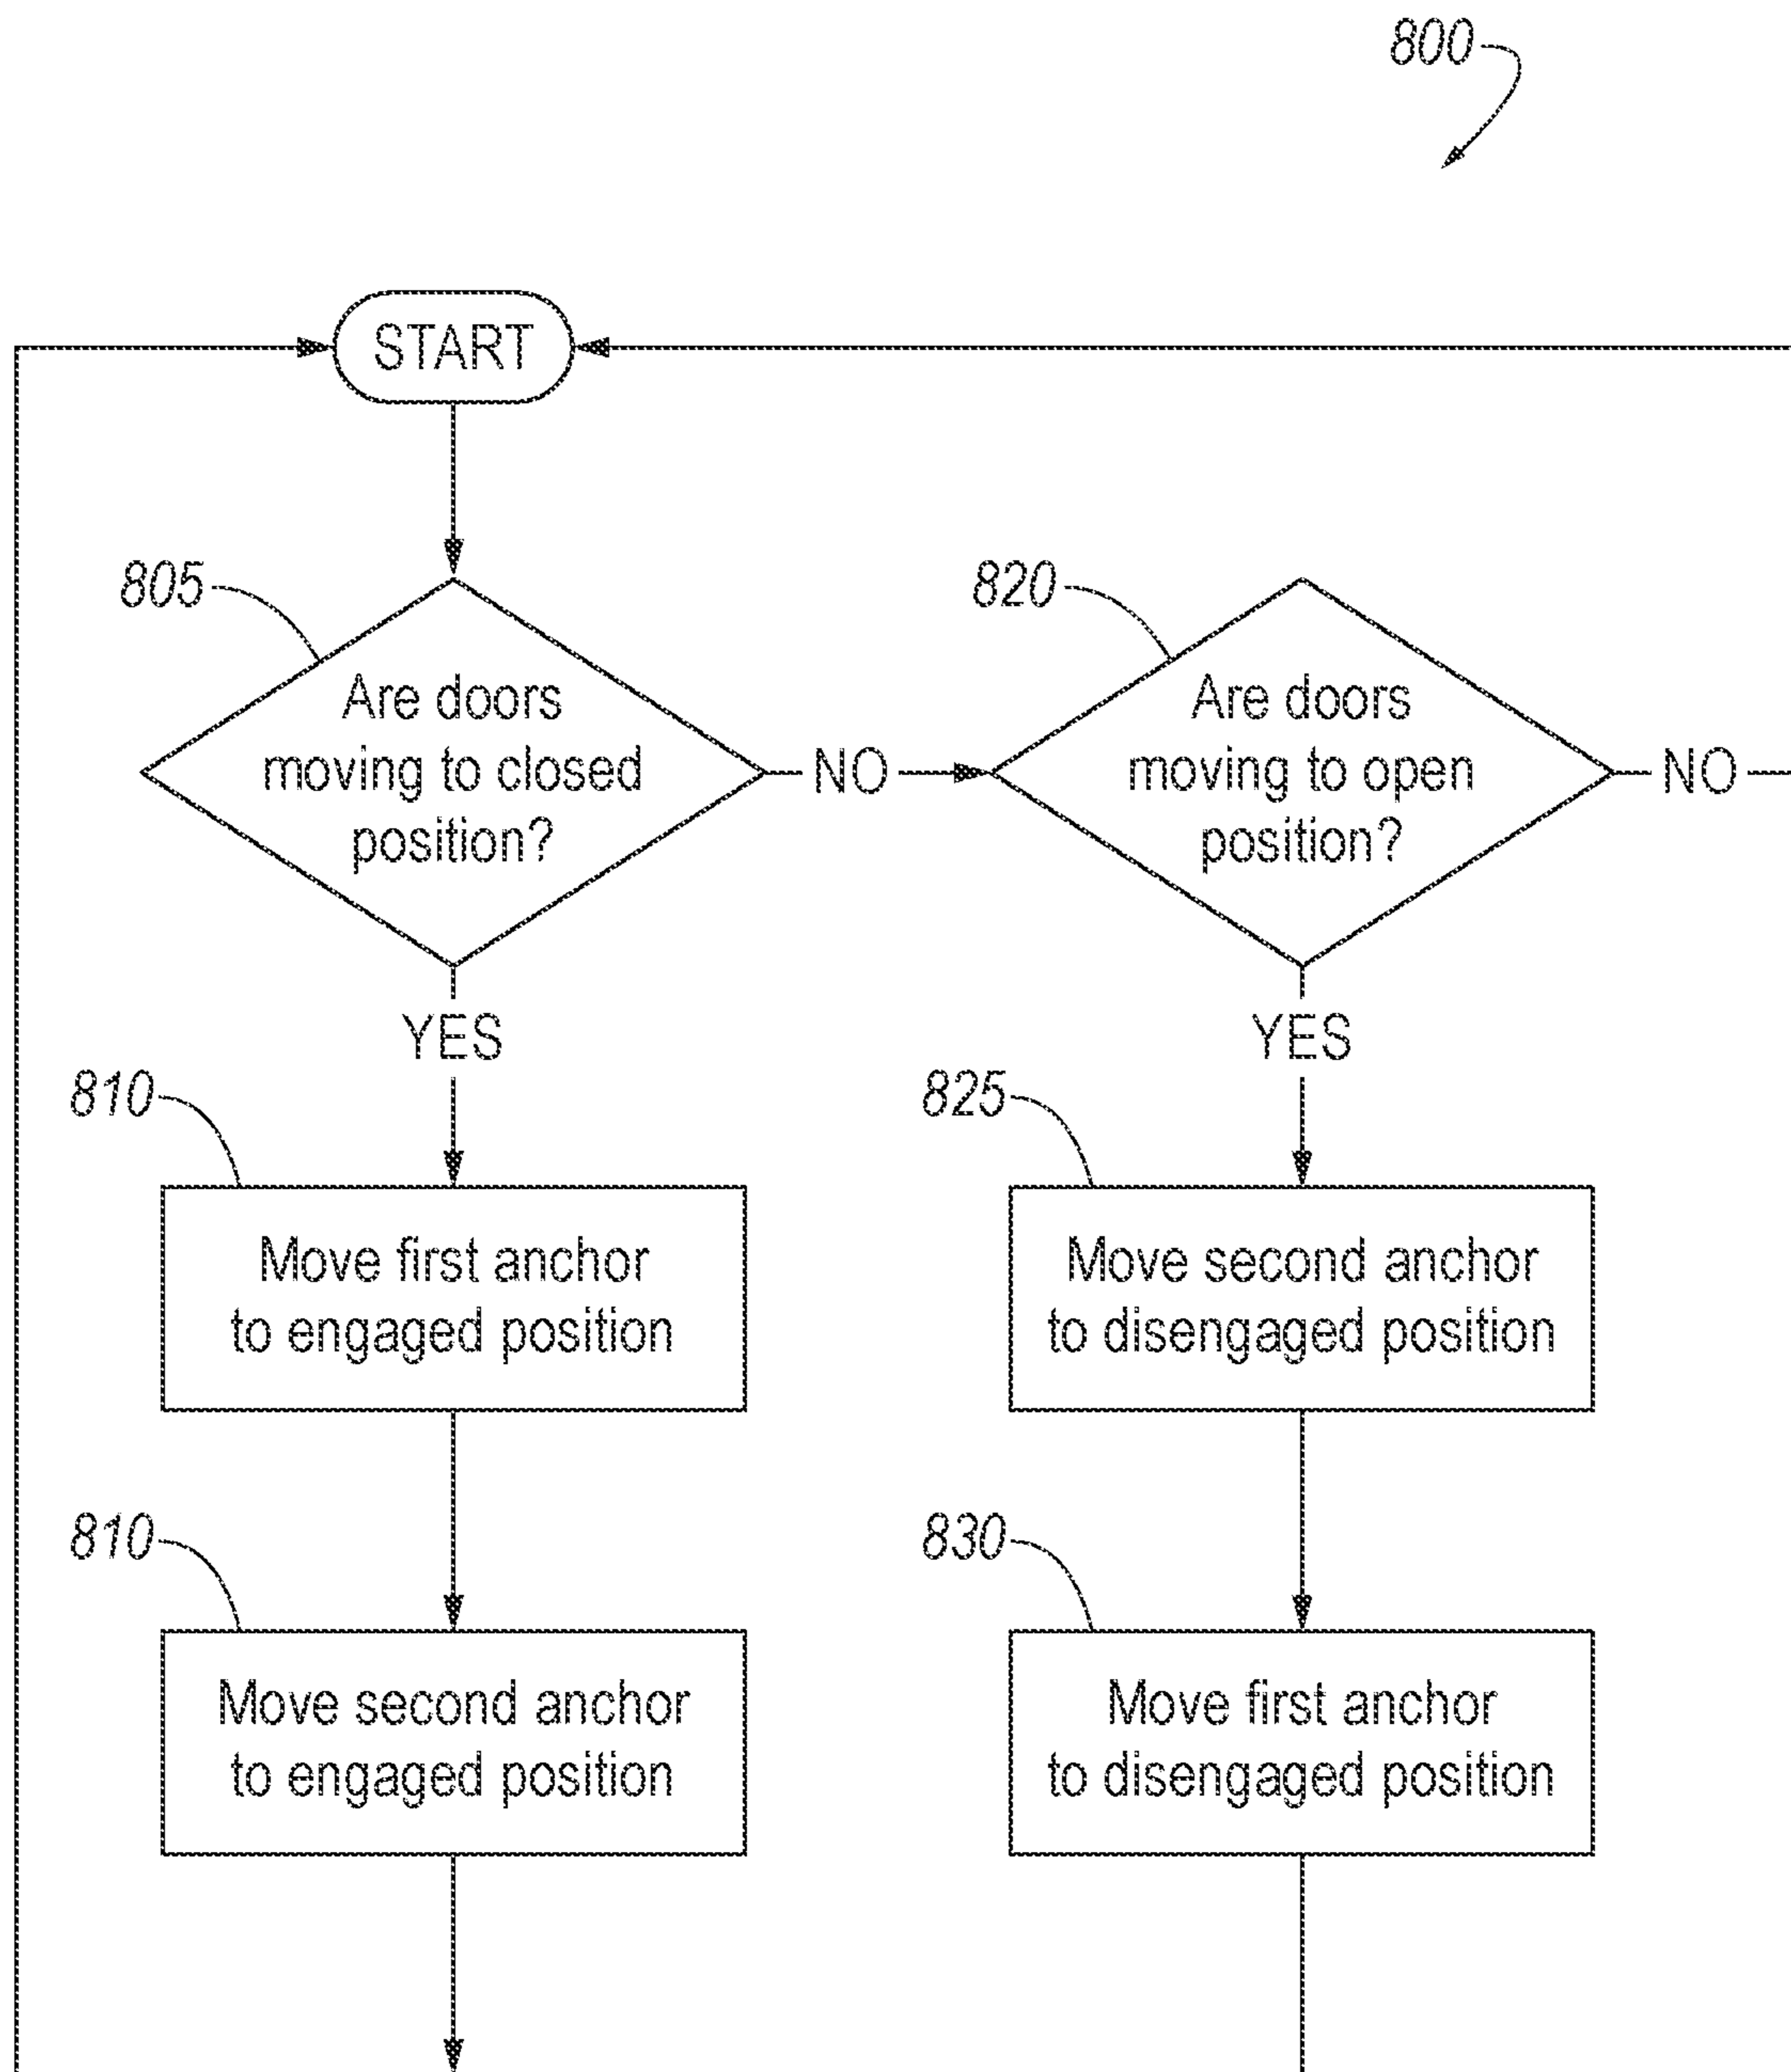 800
START
805
Are doors
moving to closed
position?
NO
820
Are doors
moving to open
position?
NO
YES
YES
810
Move first anchor
to engaged position
825
Move second anchor
to disengaged position
810
Move second anchor
to engaged position
830
Move first anchor
to disengaged position